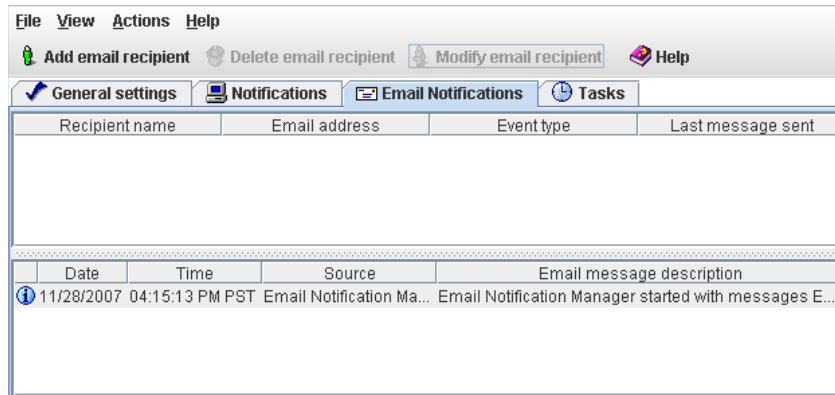 File View Actions Help
Add email recipient Delete email recipient Modify email recipient Help
General settings Notifications Email Notifications Tasks
Recipient name Email address Event type Last message sent
Date Time Source Email message description
11/28/2007 04:15:13 PM PST Email Notification Ma... Email Notification Manager started with messages E...